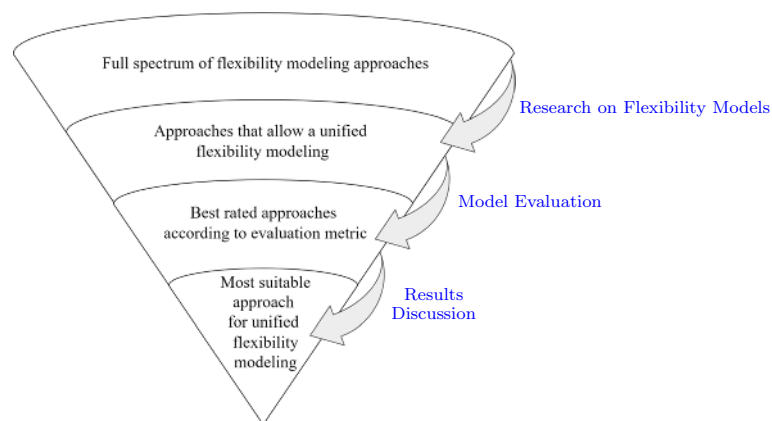 Full spectrum of flexibility modeling approaches
Research on Flexibility Models
Approaches that allow a unified
flexibility modeling
Model Evaluation
Best rated approaches
according to evaluation metric
Most suitable
approach
for unified
flexibility
modeling
Results
Discussion